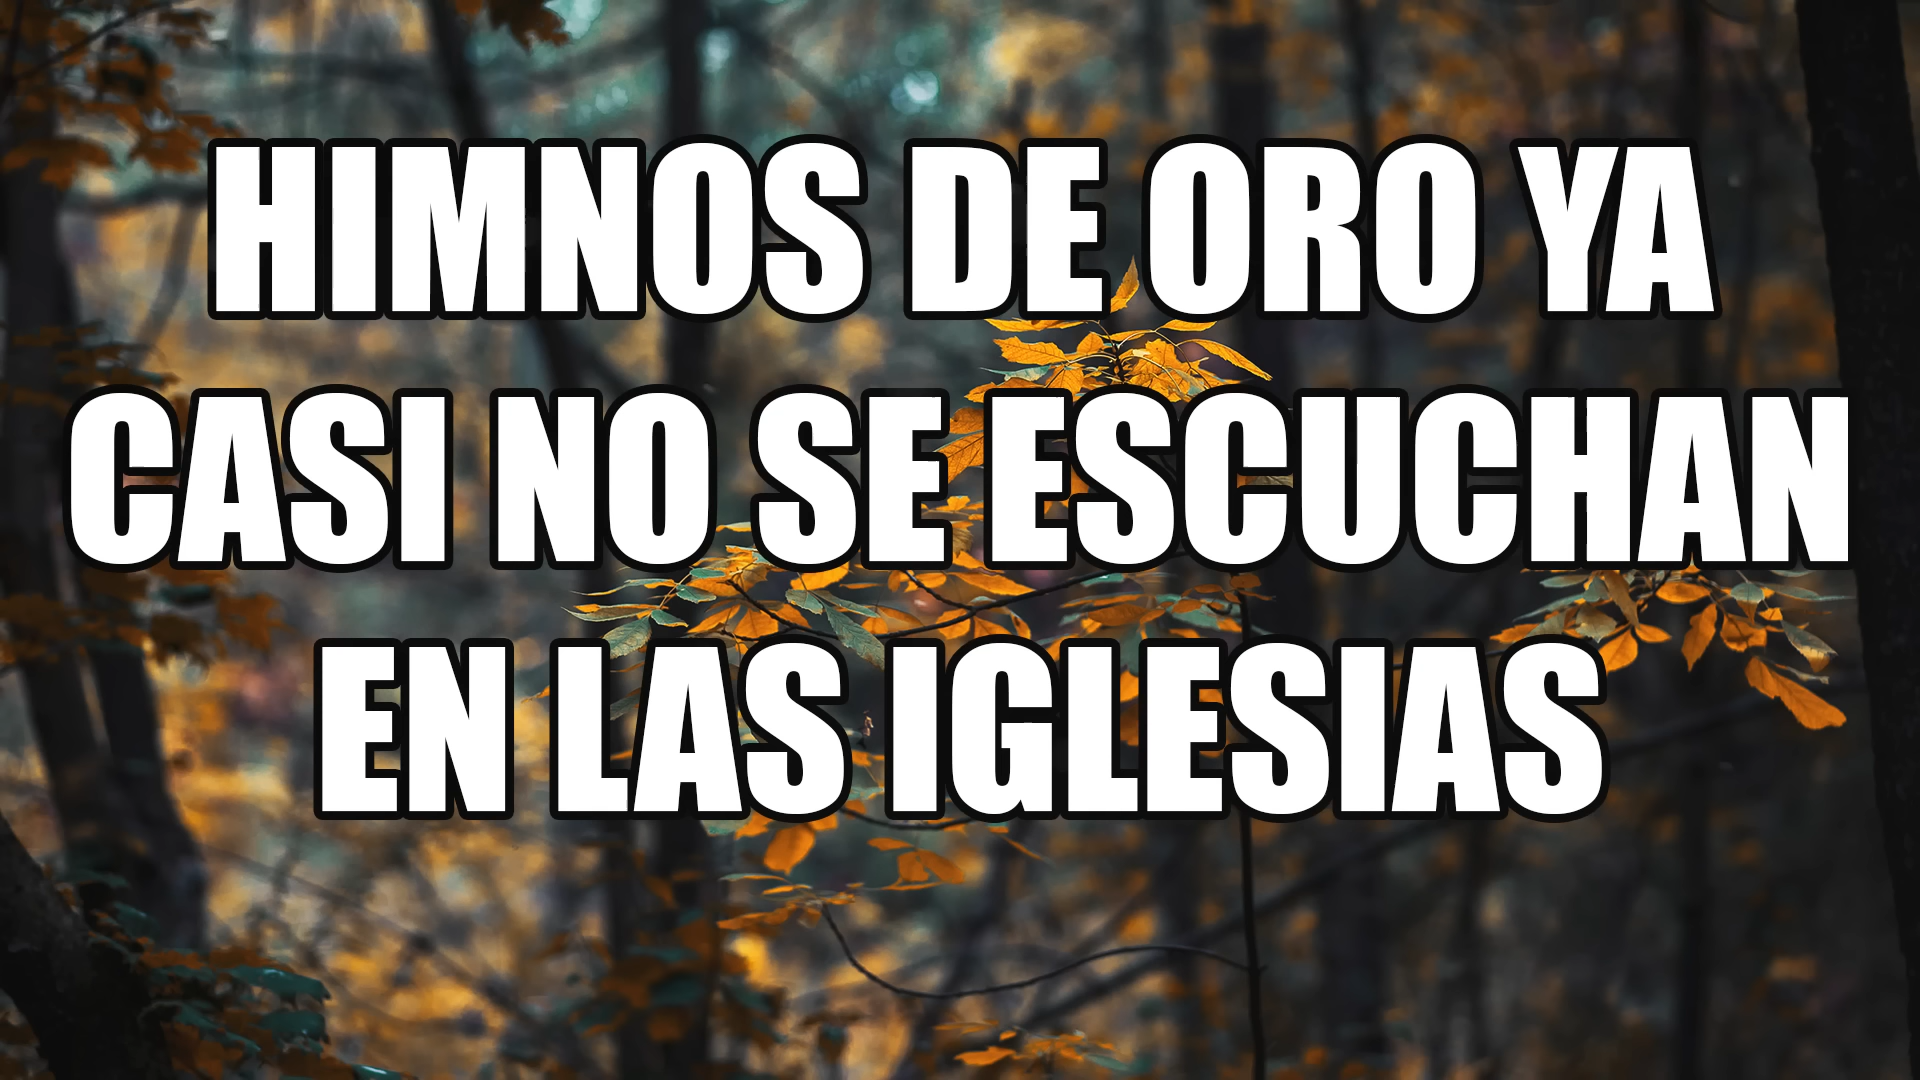 HIMNOS DE ORO YA
CASI NO SE ESCUCHAN
EN LAS IGLESIAS